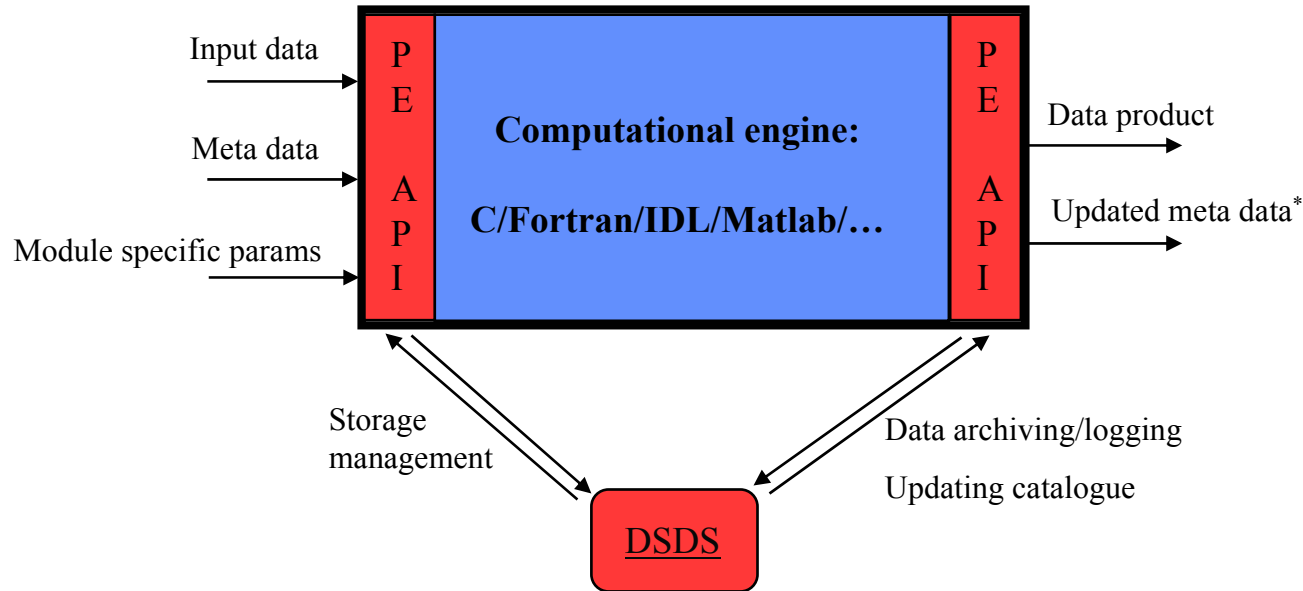 Input data
Meta data
Module specific params
P
E
A
P
I
Computational engine:
C/Fortran/IDL/Matlab/…
P
E
A
P
I
Data product
Updated meta data*
Storage
management
Data archiving/logging
Updating catalogue
DSDS